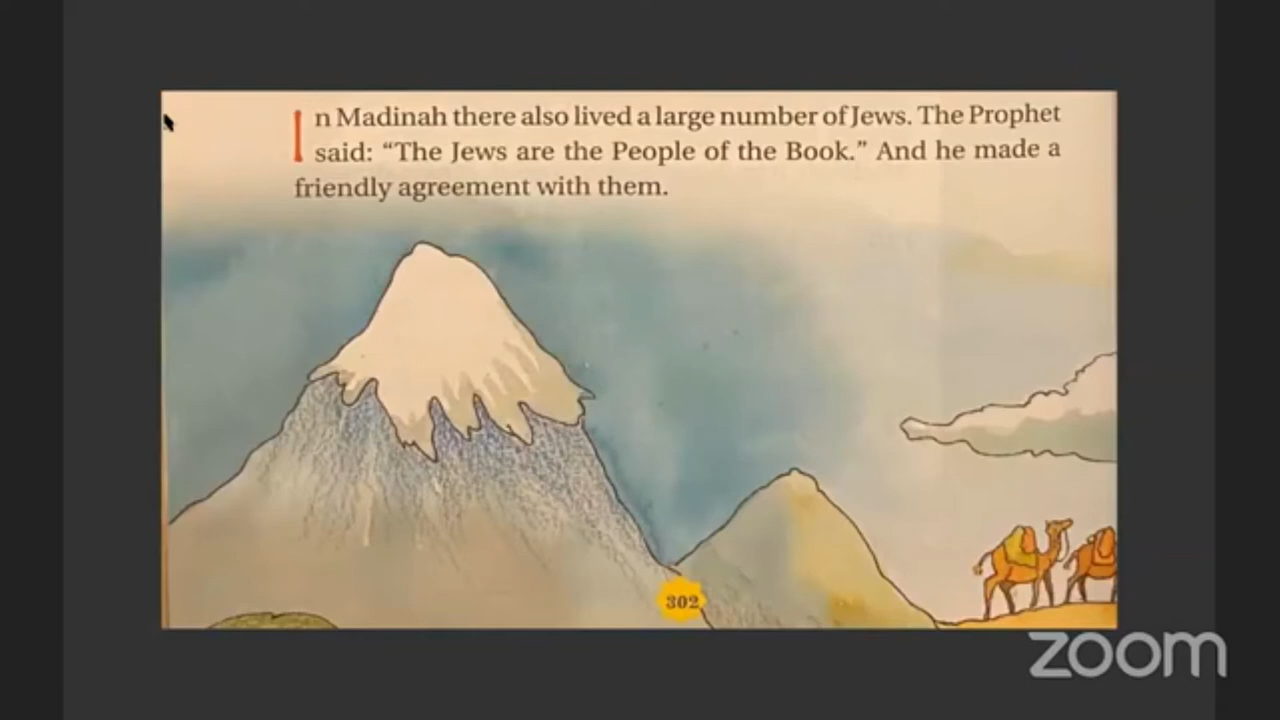 In Madinah there also lived a large number of Jews. The Prophet
said: “The Jews are the People of the Book.” And he made a
friendly agreement with them.
302
zoom